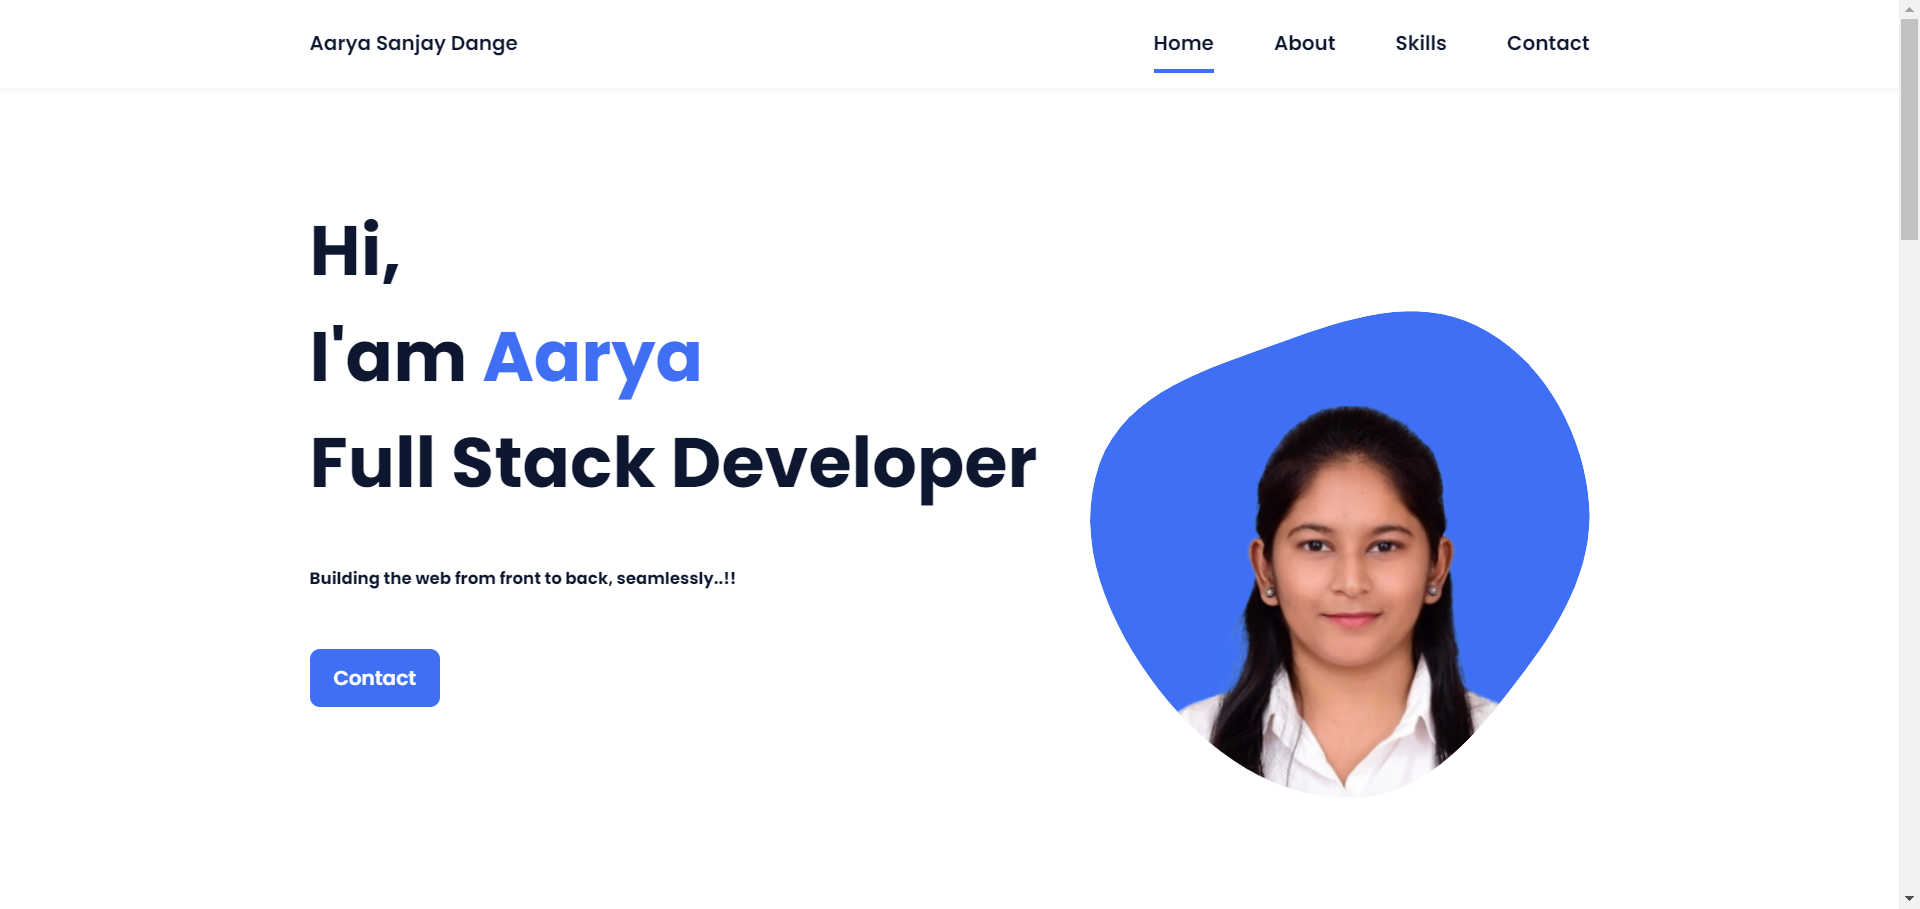 Aarya Sanjay Dange
Home About Skills Contact
Hi,
I'am Aarya
Full Stack Developer
Building the web from front to back, seamlessly..!!
Contact